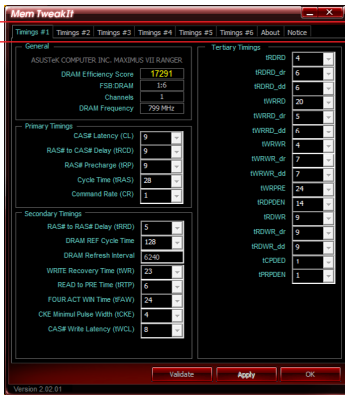 Mem TweakIt
Timings #1 Timings #2 Timings #3 Timings #4 Timings #5 Timings #6 About Notice
General
ASUSTeK COMPUTER INC. MAXIMUS VII RANGER
DRAM Efficiency Score 17291
FSB:DRAM 1:6
Channels 1
DRAM Frequency 799 MHz
Primary Timings
CAS# Latency (CL) 9
RAS# to CAS# Delay (tRCD) 9
RAS# Precharge (tRP) 9
Cycle Time (tRAS) 28
Command Rate (CR) 1
Secondary Timings
RAS# to RAS# Delay (tRRD) 5
DRAM REF Cycle Time 128
DRAM Refresh Interval 6240
WRITE Recovery Time (tWR) 23
READ to PRE Time (tRTP) 6
FOUR ACT WIN Time (tFAW) 24
CKE Minimul Pulse Width (tCKE) 4
CAS# Write Latency (tWCL) 8
Tertiary Timings
tRDRD 4
tRDRD_dr 6
tRDRD_dd 6
tWRRD 20
tWRRD_dr 5
tWRRD_dd 6
tWRWR 4
tWRWR_dr 7
tWRWR_dd 7
tWRPRE 24
tRDPDEN 14
tRDWR 9
tRDWR_dr 9
tRDWR_dd 9
tCPDED 1
tPRPDEN 1
Validate Apply OK
Version 2.02.01